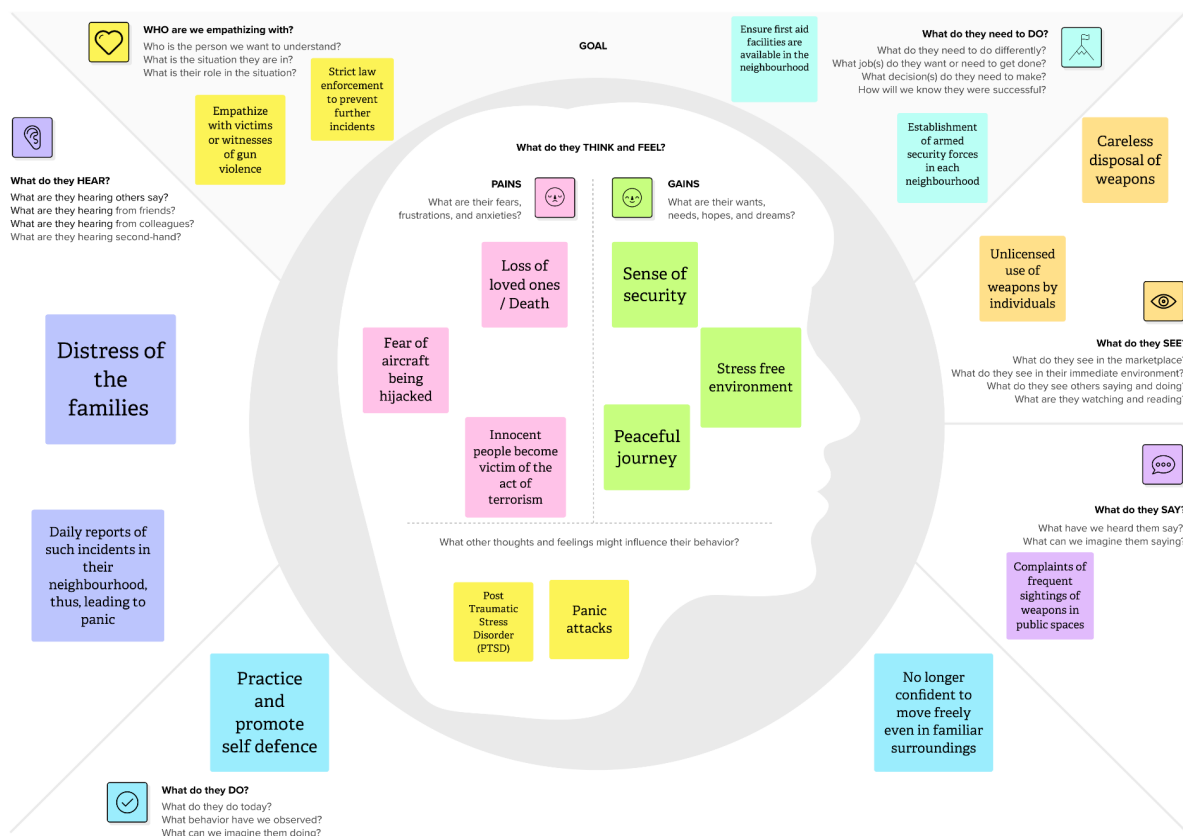 WHO are we empathizing with?
Who is the person we want to understand?
What is the situation they are in?
What is their role in the situation?
Empathize
with victims
or witnesses
of gun
violence
Strict law
enforcement
to prevent
further
incidents
GOAL
Ensure first aid
facilities are
available in the
neighbourhood
What do they need to DO?
What do they need to do differently?
What job(s) do they want or need to get done?
What decision(s) do they need to make?
How will we know they were successful?
Establishment
of armed
security forces
in each
neighbourhood
Careless
disposal of
weapons
Unlicensed
use of
weapons by
individuals
What do they SEE?
What do they see in the marketplace?
What do they see in their immediate environment?
What do they see others saying and doing?
What are they watching and reading?
What do they SAY?
What have we heard them say?
What can we imagine them saying?
Complaints of
frequent
sightings of
weapons in
public spaces
No longer
confident to
move freely
even in familiar
surroundings
What do they HEAR?
What are they hearing others say?
What are they hearing from friends?
What are they hearing from colleagues?
What are they hearing second-hand?
Distress of
the
families
Daily reports of
such incidents in
their
neighbourhood,
thus, leading to
panic
Practice
and
promote
self defence
What do they DO?
What do they do today?
What behavior have we observed?
What can we imagine them doing?
What do they THINK and FEEL?
PAINS
What are their fears,
frustrations, and anxieties?
Loss of
loved ones
/ Death
Fear of
aircraft
being
hijacked
Innocent
people become
victim of the
act of
terrorism
GAINS
What are their wants,
needs, hopes, and dreams?
Sense of
security
Stress free
environment
Peaceful
journey
What other thoughts and feelings might influence their behavior?
Post
Traumatic
Stress
Disorder
(PTSD)
Panic
attacks